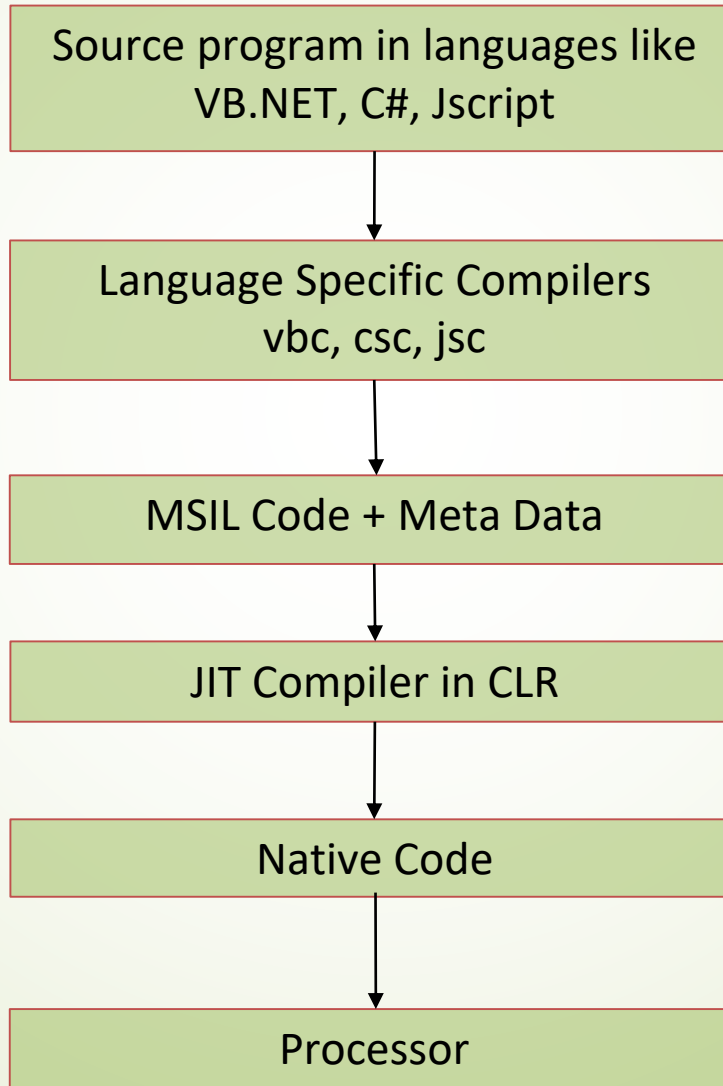 Source program in languages like
VB.NET, C#, Jscript
Language Specific Compilers
vbc, csc, jsc
MSIL Code + Meta Data
JIT Compiler in CLR
Native Code
Processor